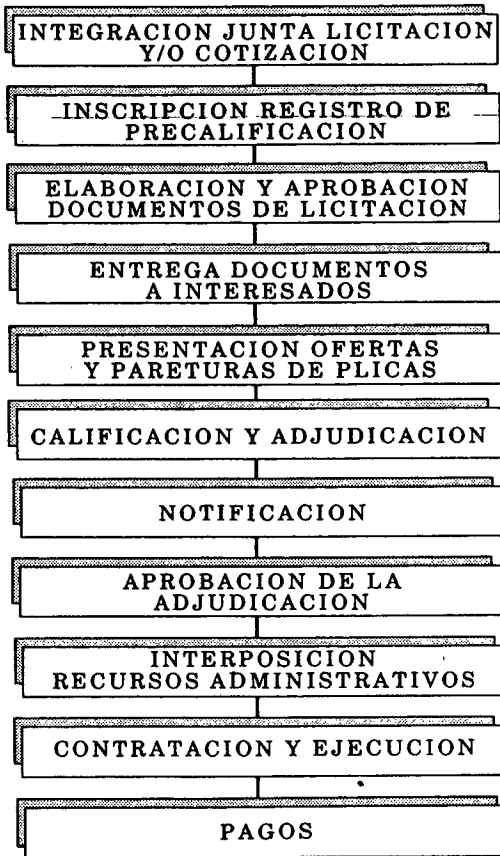 INTEGRACION JUNTA LICITACION
Y/O COTIZACION
INSCRIPCION REGISTRO DE
PRECALIFICACION
ELABORACION Y APROBACION
DOCUMENTOS DE LICITACION
ENTREGA DOCUMENTOS
A INTERESADOS
PRESENTACION OFERTAS
Y PARETURAS DE PLICAS
CALIFICACION Y ADJUDICACION
NOTIFICACION
APROBACION DE LA
ADJUDICACION
INTERPOSICION
RECURSOS ADMINISTRATIVOS
CONTRATACION Y EJECUCION
PAGOS